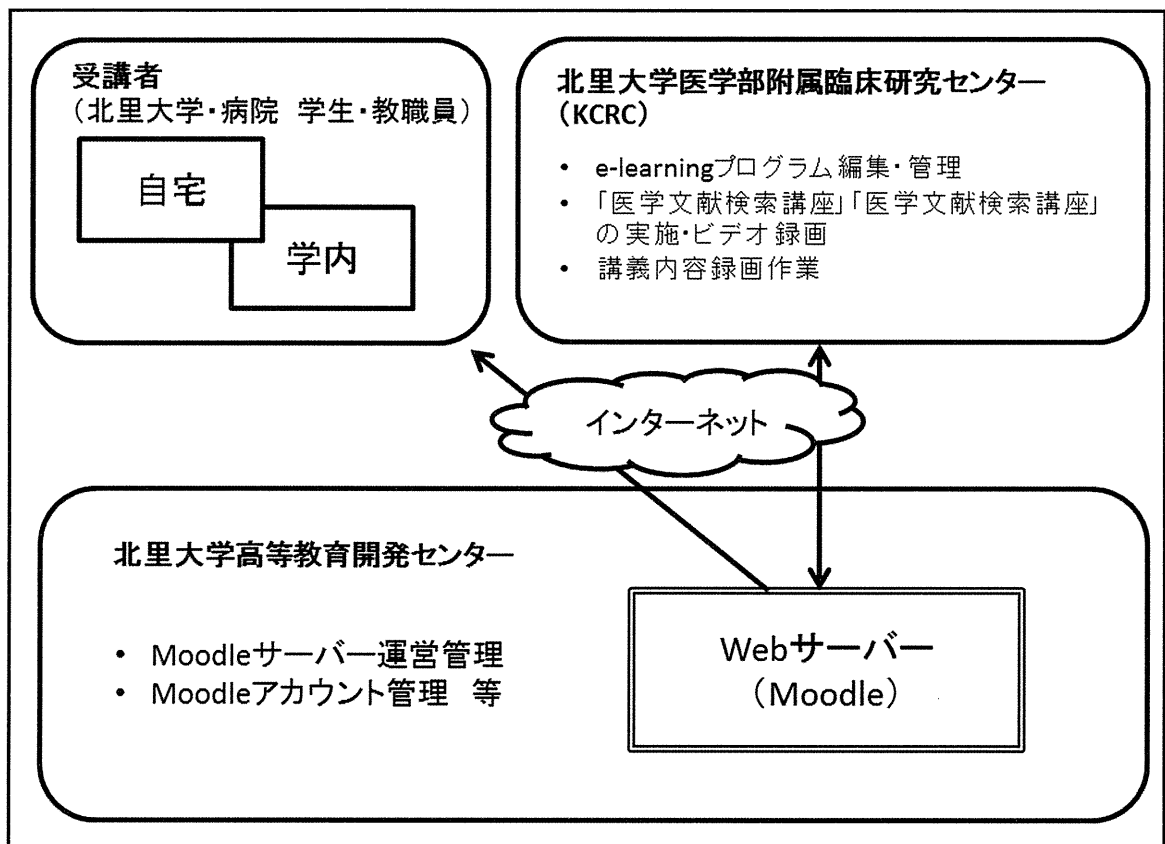 受講者
（北里大学・病院 学生・教職員）
自宅
学内
北里大学医学部附属臨床研究センター
（KCRC）
• e-learningプログラム編集・管理
• 「医学文献検索講座」「医学文献検索講座」
の実施・ビデオ録画
• 講義内容録画作業
インターネット
北里大学高等教育開発センター
• Moodleサーバー運営管理
• Moodleアカウント管理 等
Webサーバー
（Moodle）